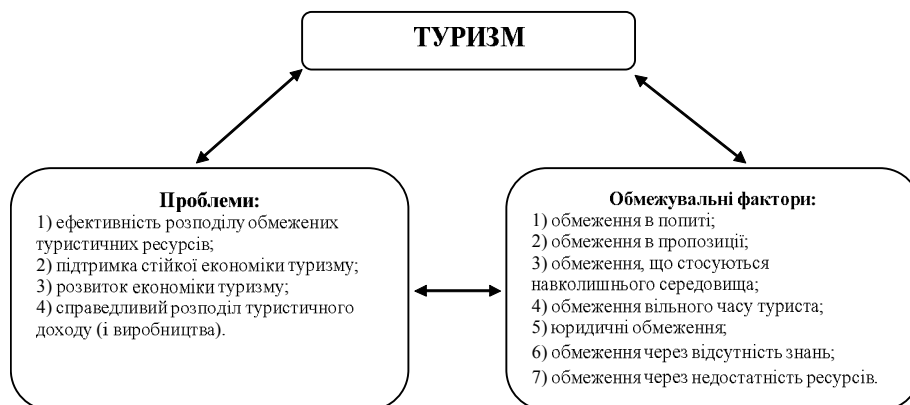 ТУРИЗМ
Проблеми:
1) ефективність розподілу обмежених
туристичних ресурсів;
2) підтримка стійкої економіки туризму;
3) розвиток економіки туризму;
4) справедливий розподіл туристичного
доходу (і виробництва).
Обмежувальні фактори:
1) обмеження в попиті;
2) обмеження в пропозиції;
3) обмеження, що стосуються
навколишнього середовища;
4) обмеження вільного часу туриста;
5) юридичні обмеження;
6) обмеження через відсутність знань;
7) обмеження через недостатність ресурсів.